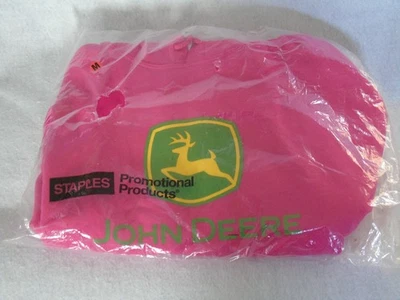 M
STAPLES
Promotional
Products®
JOHN DEERE